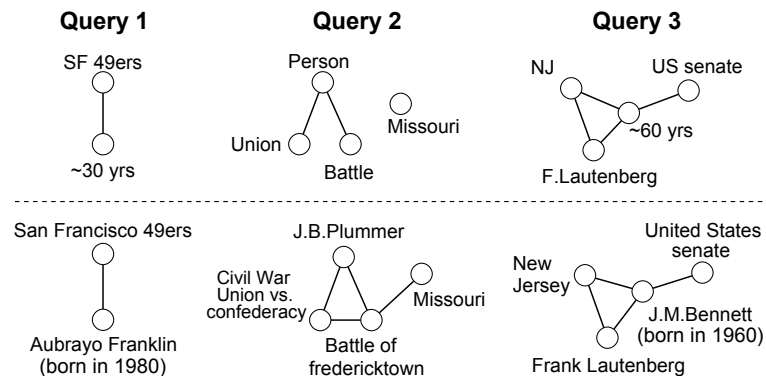 Query 1
Query 2
Query 3
SF 49ers
~30 yrs
Person
Union
Battle
Missouri
NJ
US senate
~60 yrs
F.Lautenberg
San Francisco 49ers
Aubrayo Franklin
(born in 1980)
J.B.Plummer
Civil War
Union vs.
confederacy
Missouri
Battle of
fredericktown
United States
senate
New
Jersey
J.M.Bennett
(born in 1960)
Frank Lautenberg